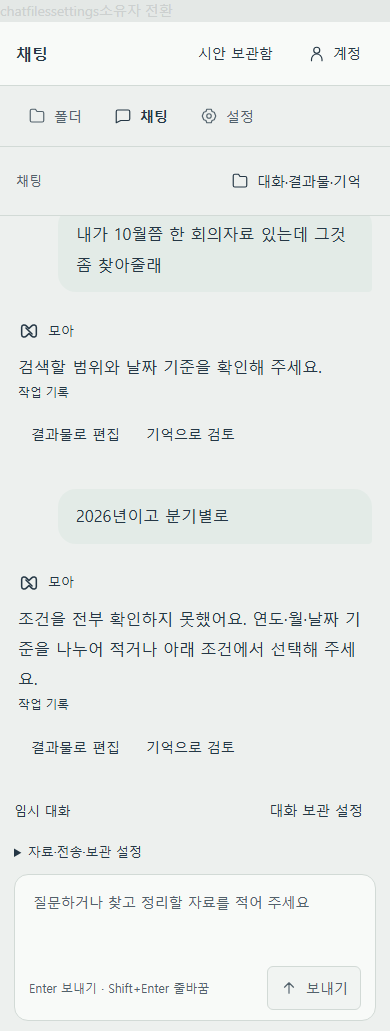 chatfilessettings소유자 전환
채팅
시안 보관함
계정
폴더
채팅
설정
채팅
대화·결과물·기억
내가 10월쯤 한 회의자료 있는데 그것
좀 찾아줄래
모아
검색할 범위와 날짜 기준을 확인해 주세요.
작업 기록
결과물로 편집
기억으로 검토
2026년이고 분기별로
모아
조건을 전부 확인하지 못했어요. 연도·월·날짜 기
준을 나누어 적거나 아래 조건에서 선택해 주세
요.
작업 기록
결과물로 편집
기억으로 검토
임시 대화
대화 보관 설정
▶ 자료·전송·보관 설정
질문하거나 찾고 정리할 자료를 적어 주세요
Enter 보내기 · Shift+Enter 줄바꿈
보내기